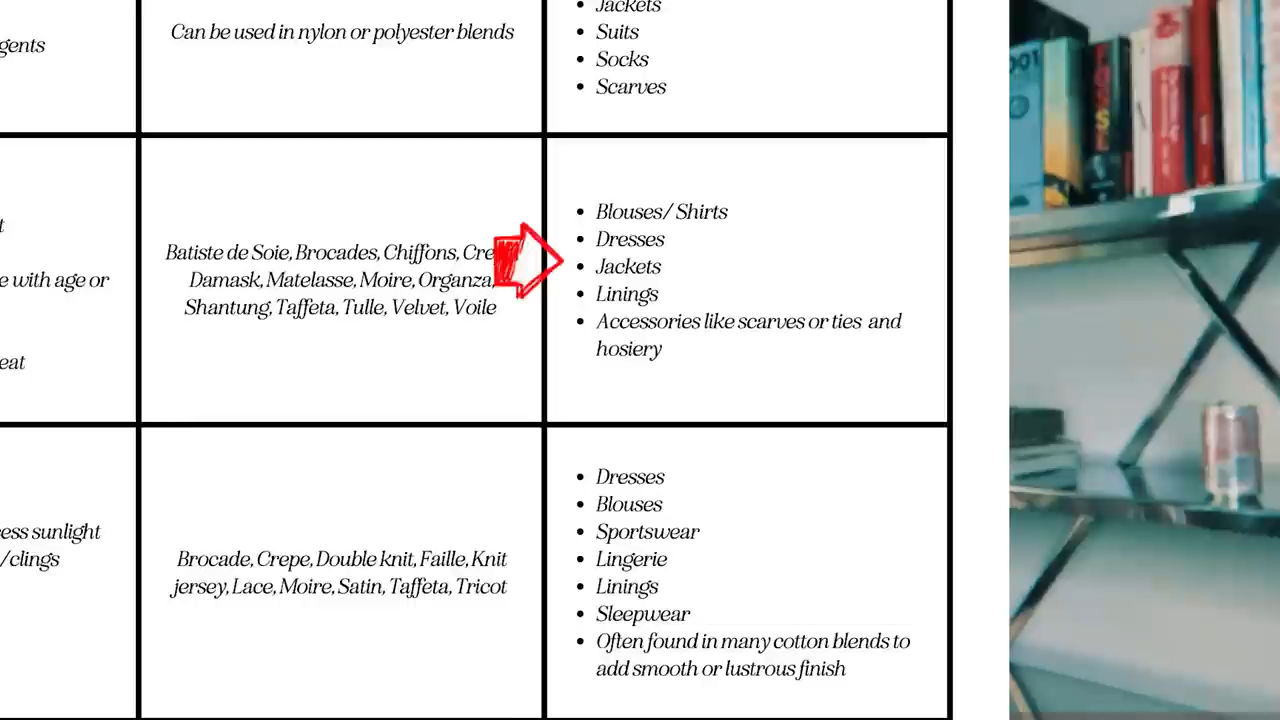 gents
Can be used in nylon or polyester blends
Jackets
Suits
Socks
Scarves
t
e with age or
eat
Batiste de Soie, Brocades, Chiffons, Cre
Damask, Matelasse, Moire, Organza,
Shantung, Taffeta, Tulle, Velvet, Voile
Blouses/ Shirts
Dresses
Jackets
Linings
Accessories like scarves or ties and
hosiery
ess sunlight
/clings
Brocade, Crepe, Double knit, Faille, Knit
jersey, Lace, Moire, Satin, Taffeta, Tricot
Dresses
Blouses
Sportswear
Lingerie
Linings
Sleepwear
Often found in many cotton blends to
add smooth or lustrous finish